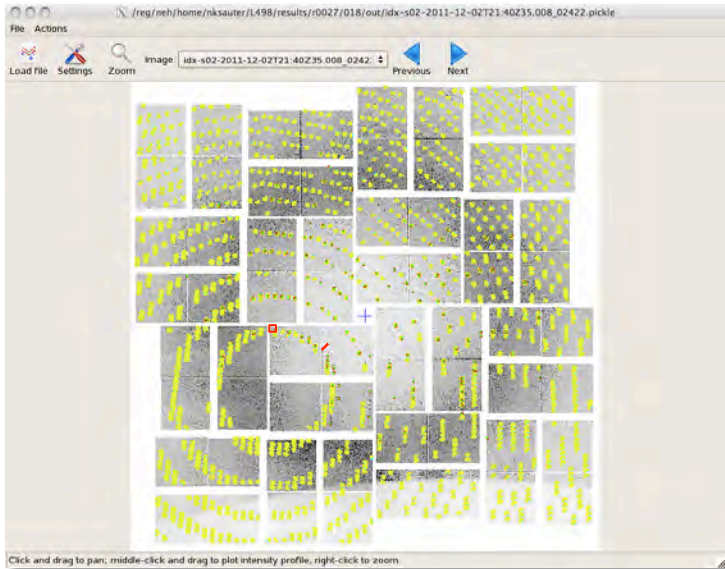 /reg/neh/home/nksauter/L498/results/r0027/018/out/idx-s02-2011-12-02T21:40Z35.008_02422.pickle
File Actions
Load file Settings Zoom Image idx-s02-2011-12-02T21:40Z35.008_0242 Previous Next
Click and drag to pan; middle-click and drag to plot intensity profile, right-click to zoom